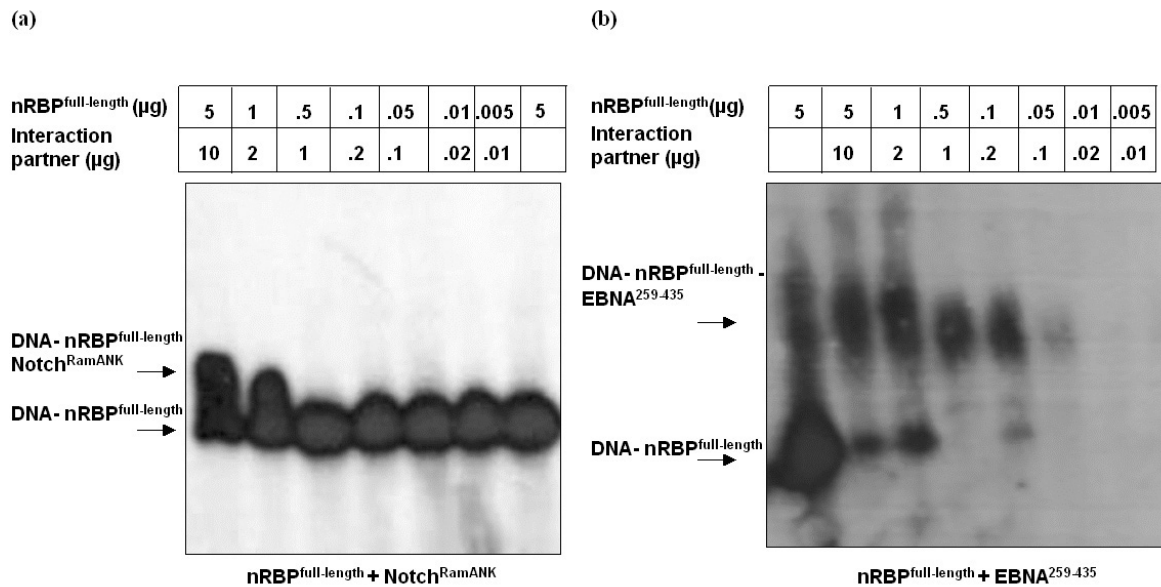 (a)
(b)
nRBPfull-length (µg) 5 1 .5 .1 .05 .01 .005 5
Interaction
partner (µg) 10 2 1 .2 .1 .02 .01
DNA- nRBPfull-length
NotchRamANK
DNA- nRBPfull-length
nRBPfull-length + NotchRamANK
nRBPfull-length(µg) 5 5 1 .5 .1 .05 .01 .005
Interaction
partner (µg) 10 2 1 .2 .1 .02 .01
DNA- nRBPfull-length -
EBNA259-435
DNA- nRBPfull-length
nRBPfull-length + EBNA259-435